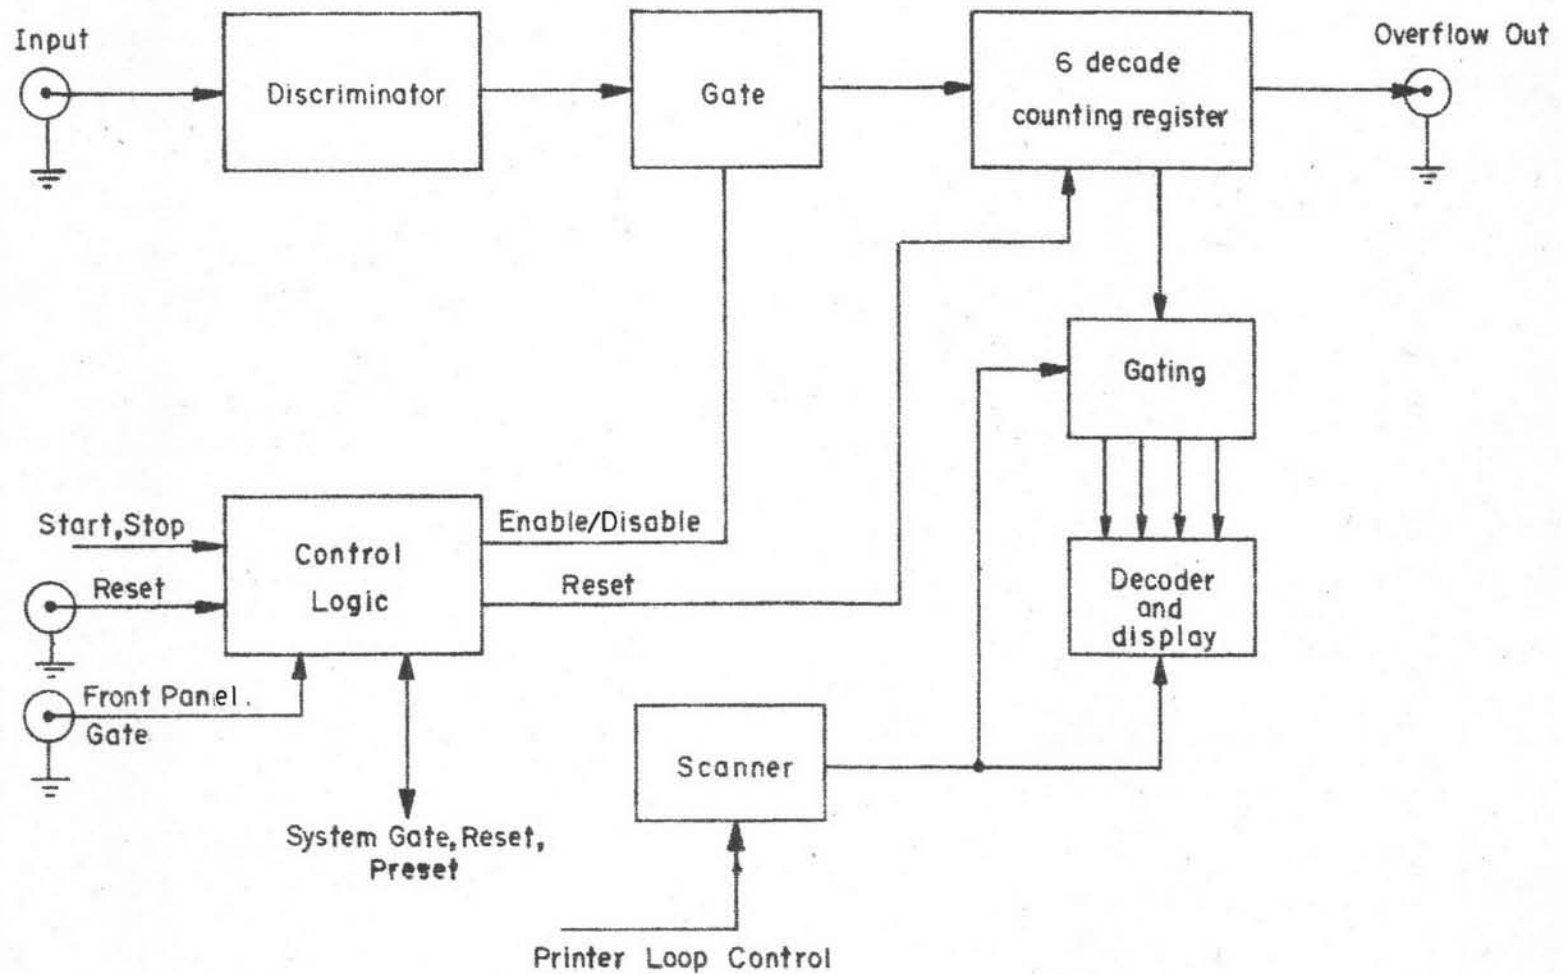 Input
Overflow Out
Discriminator
Gate
6 decade
counting register
Gating
Start,Stop
Control
Logic
Enable/Disable
Reset
Reset
Decoder
and
display
Front Panel.
Gate
Scanner
System Gate,Reset,
Preset
Printer Loop Control